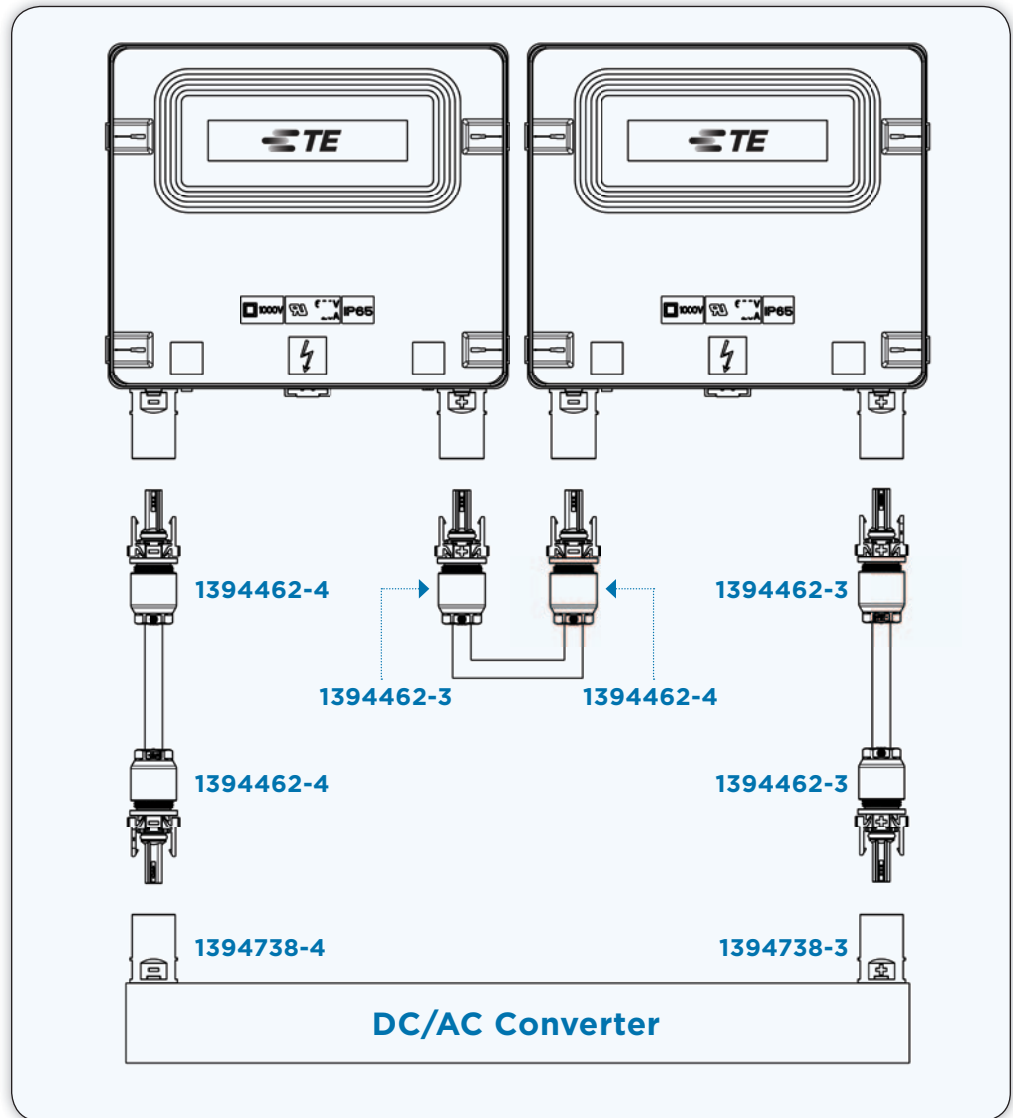 TE
TE
1000V
IP65
1000V
IP65
- + - +
+ -
- +
1394462-4
1394462-3
1394462-3
1394462-4
1394462-4
1394462-3
- +
1394738-4
1394738-3
- +
DC/AC Converter